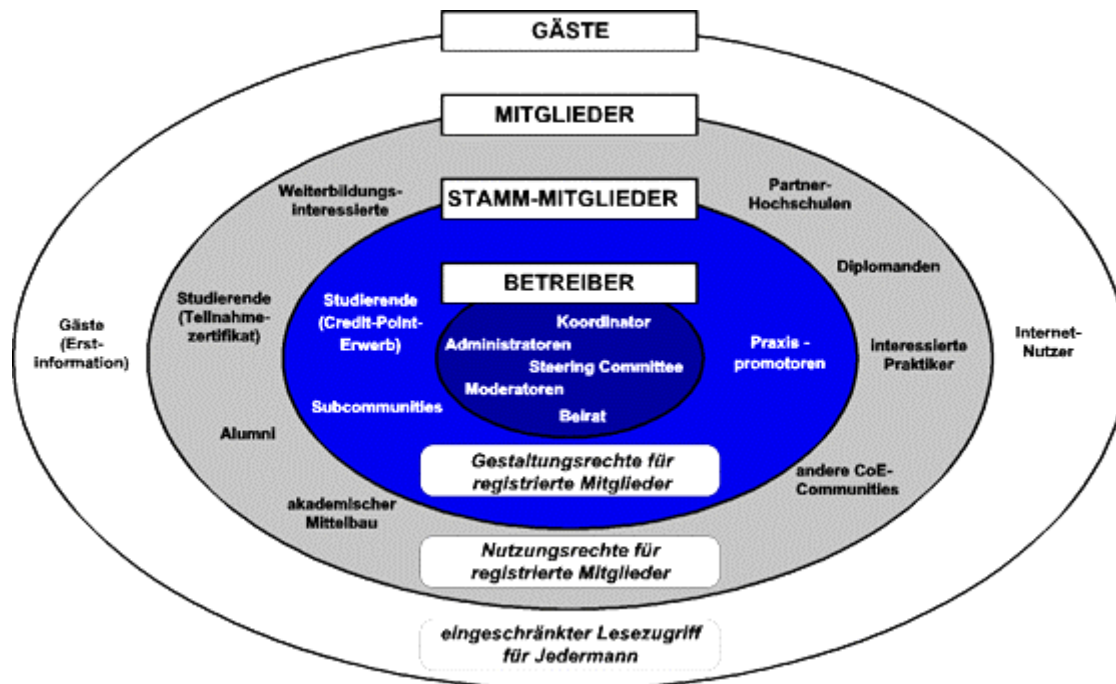 GÄSTE
MITGLIEDER
STAMM-MITGLIEDER
BETREIBER
Weiterbildungs-
interessierte
Partner-
Hochschulen
Diplomanden
Studierende
(Teilnahme-
zertifikat)
Studierende
(Credit-Point-
Erwerb)
Koordinator
Administratoren
Steering Committee
Moderatoren
Beirat
Praxis -
promotoren
interessierte
Praktiker
Gäste
(Erst-
information)
Internet-
Nutzer
Subcommunities
Alumni
akademischer
Mittelbau
andere CoE-
Communities
Gestaltungsrechte für
registrierte Mitglieder
Nutzungsrechte für
registrierte Mitglieder
eingeschränkter Lesezugriff
für Jedermann